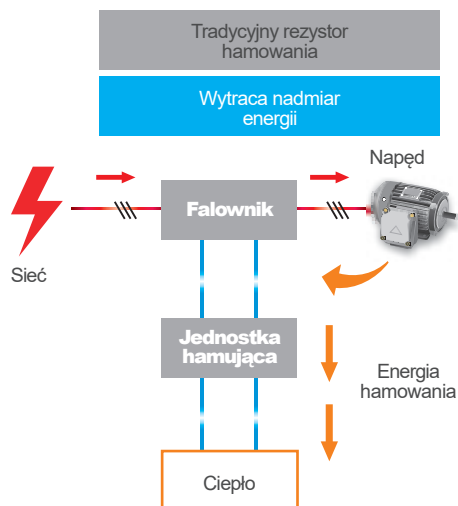 Tradycyjny rezystor
hamowania
Wytraca nadmiar
energii
Napęd
Falownik
Sieć
Jednostka
hamująca
Energia
hamowania
Ciepło